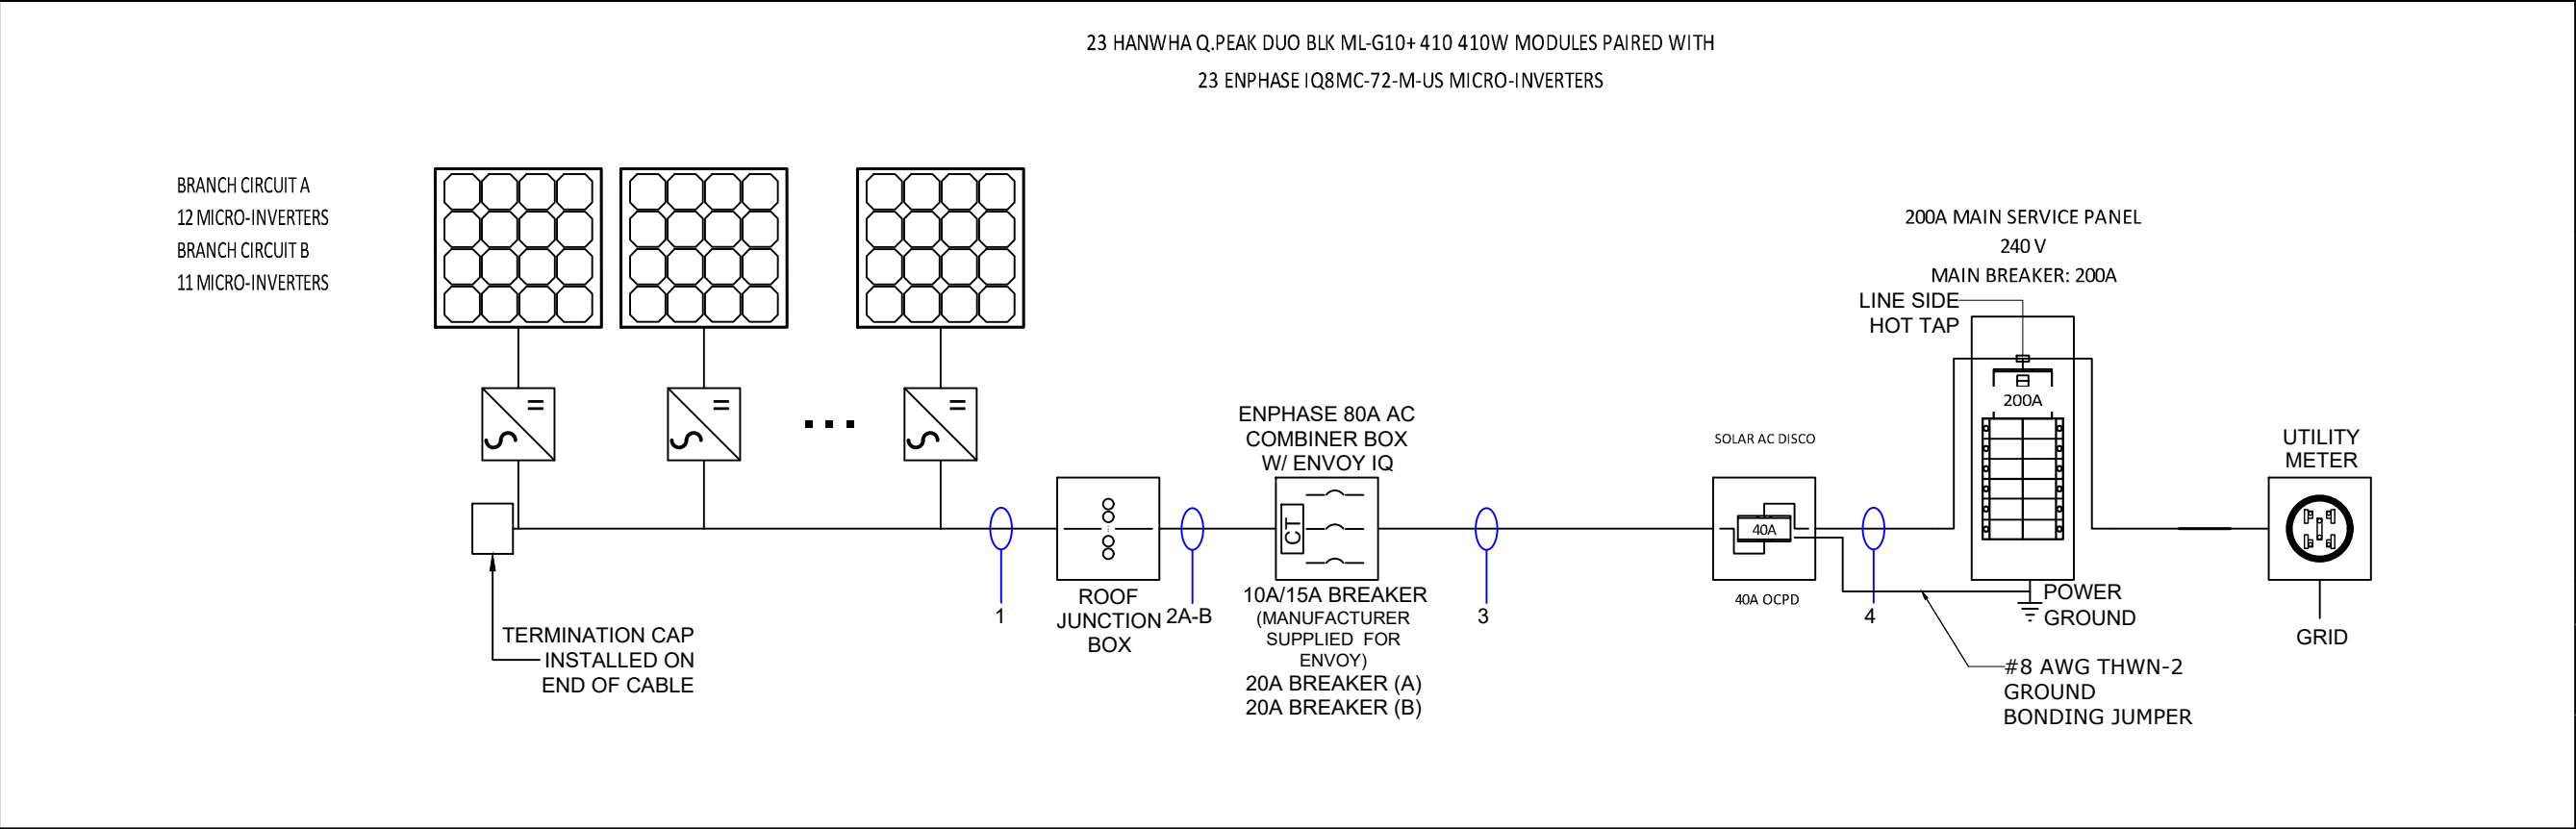 23 HANWHA Q.PEAK DUO BLK ML-G10+ 410 410W MODULES PAIRED WITH
23 ENPHASE IQ8MC-72-M-US MICRO-INVERTERS
BRANCH CIRCUIT A
12 MICRO-INVERTERS
BRANCH CIRCUIT B
11 MICRO-INVERTERS
TERMINATION CAP
INSTALLED ON
END OF CABLE
1
ROOF
JUNCTION
BOX
2A-B
ENPHASE 80A AC
COMBINER BOX
W/ ENVOY IQ
CT
10A/15A BREAKER
(MANUFACTURER
SUPPLIED FOR
ENVOY)
20A BREAKER (A)
20A BREAKER (B)
3
SOLAR AC DISCO
40A
40A OCPD
4
200A MAIN SERVICE PANEL
240 V
MAIN BREAKER: 200A
LINE SIDE
HOT TAP
200A
POWER
GROUND
#8 AWG THWN-2
GROUND
BONDING JUMPER
UTILITY
METER
GRID